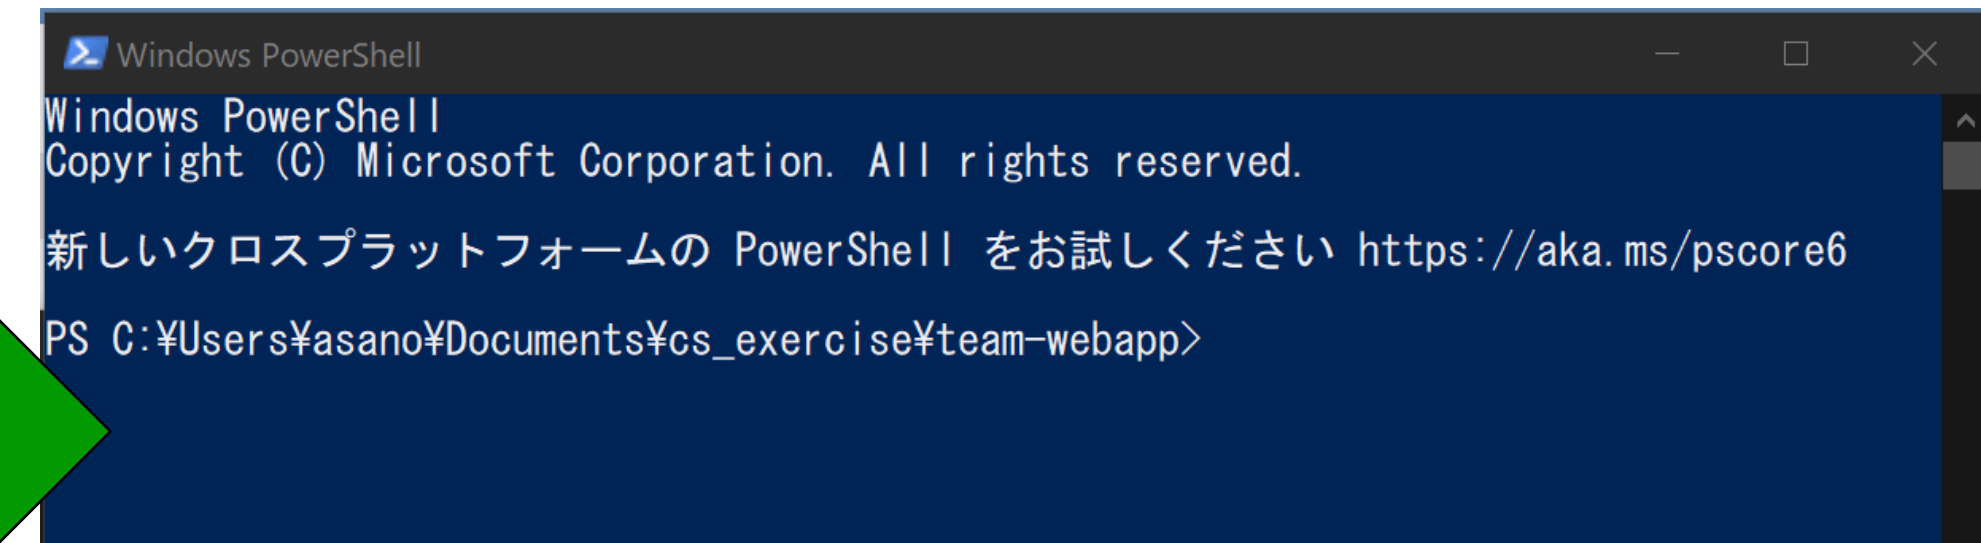 Windows PowerShell
Windows PowerShell
Copyright (C) Microsoft Corporation. All rights reserved.
新しいクロスプラットフォームの PowerShell をお試しください https://aka.ms/pscore6
PS C:¥Users¥asano¥Documents¥cs_exercise¥team-webapp>